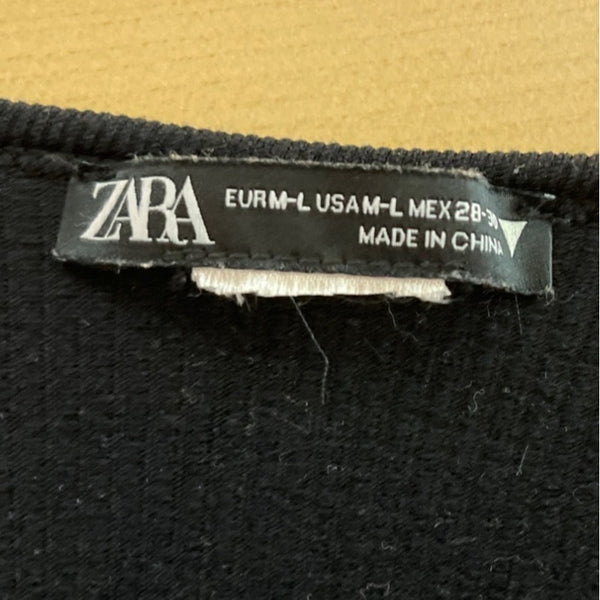 ZARA
EUR M-L USA M-L MEX 28-30
MADE IN CHINA